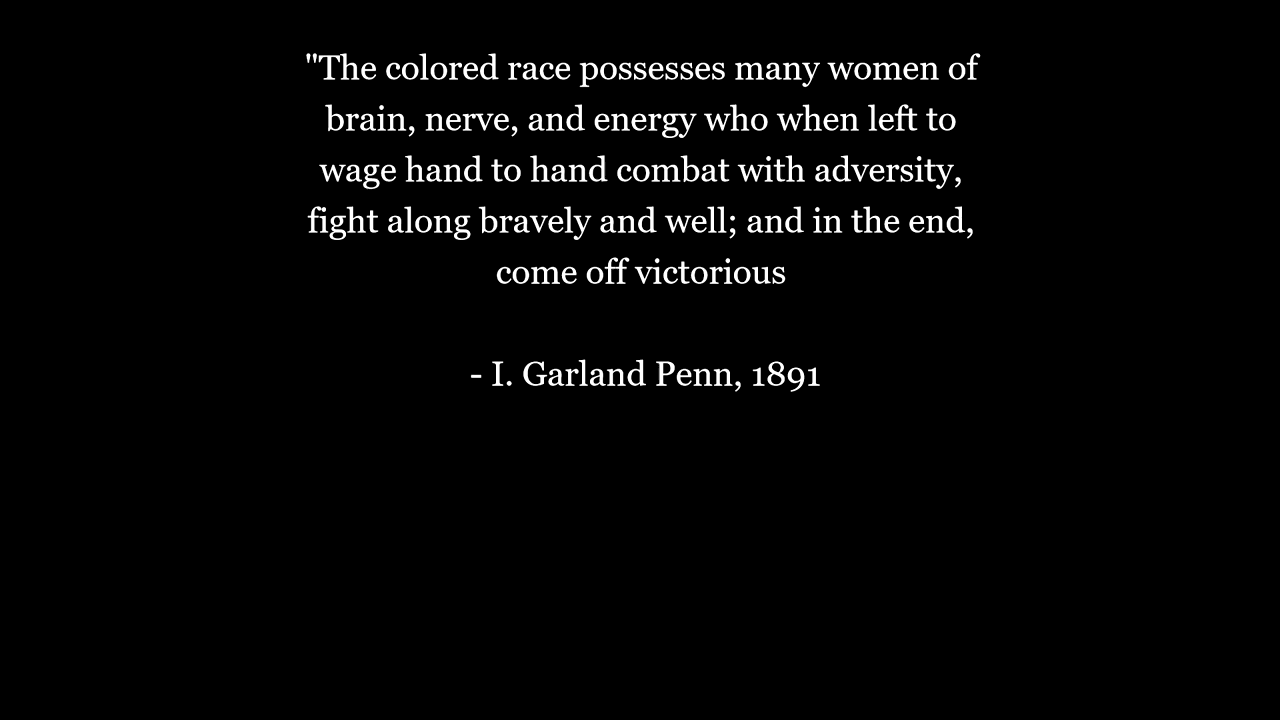 "The colored race possesses many women of
brain, nerve, and energy who when left to
wage hand to hand combat with adversity,
fight along bravely and well; and in the end,
come off victorious
- I. Garland Penn, 1891